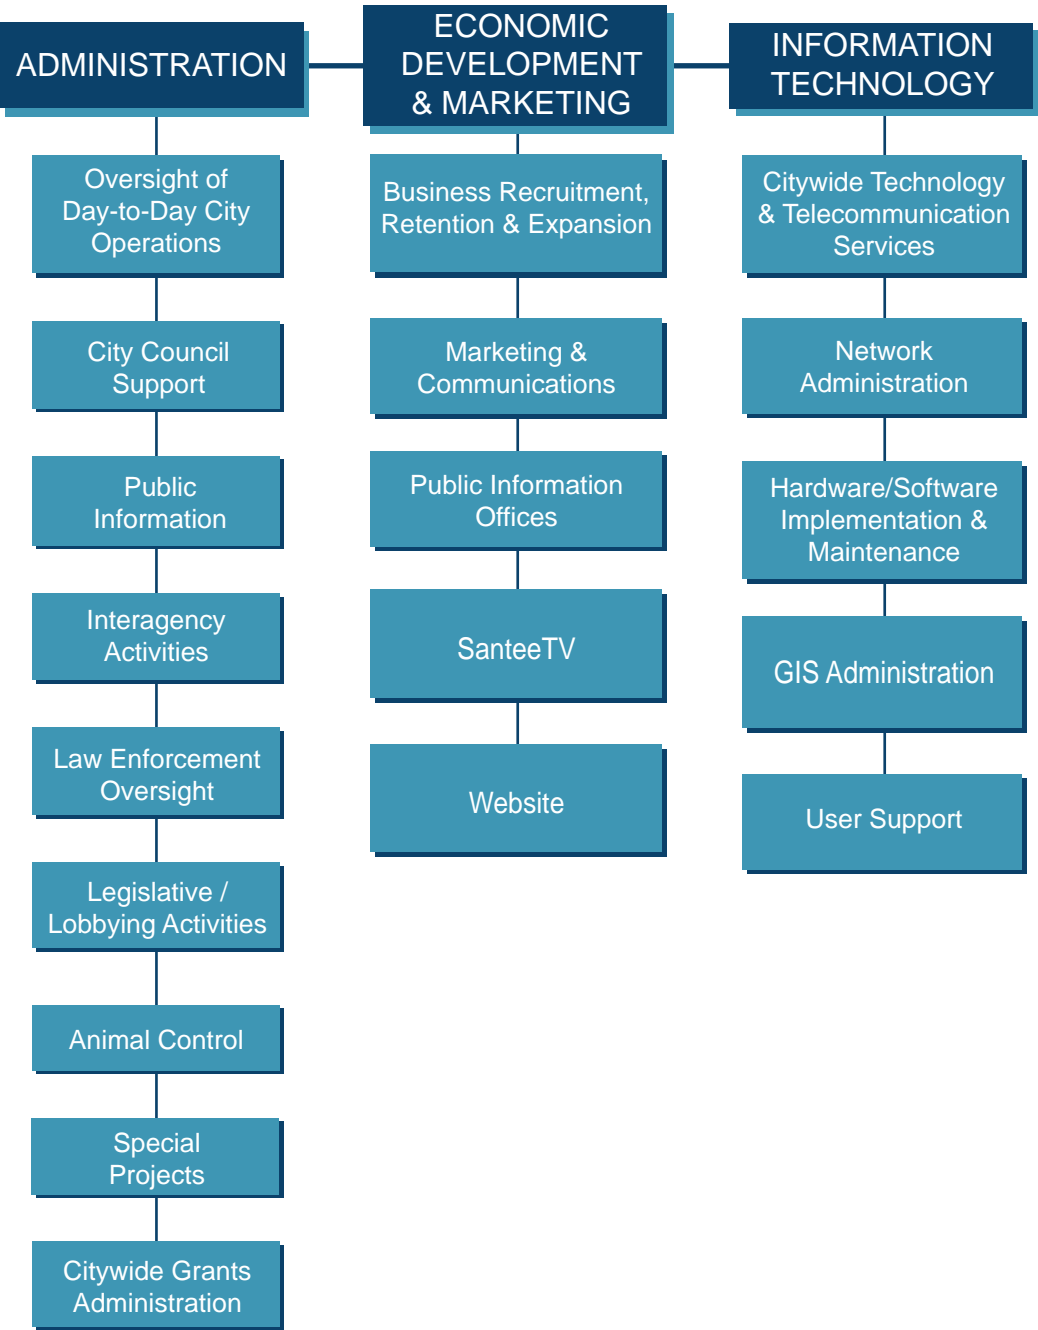 ADMINISTRATION
ECONOMIC
DEVELOPMENT
& MARKETING
INFORMATION
TECHNOLOGY
Oversight of
Day-to-Day City
Operations
City Council
Support
Public
Information
Interagency
Activities
Law Enforcement
Oversight
Legislative /
Lobbying Activities
Animal Control
Special
Projects
Citywide Grants
Administration
Business Recruitment,
Retention & Expansion
Marketing &
Communications
Public Information
Offices
SanteeTV
Website
Citywide Technology
& Telecommunication
Services
Network
Administration
Hardware/Software
Implementation &
Maintenance
GIS Administration
User Support